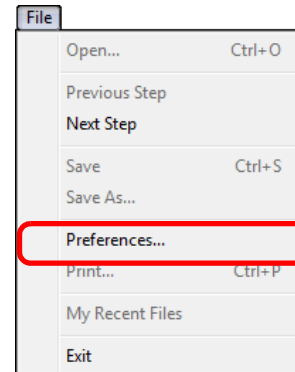 File
Open... Ctrl+O
Previous Step
Next Step
Save Ctrl+S
Save As...
Preferences...
Print... Ctrl+P
My Recent Files
Exit